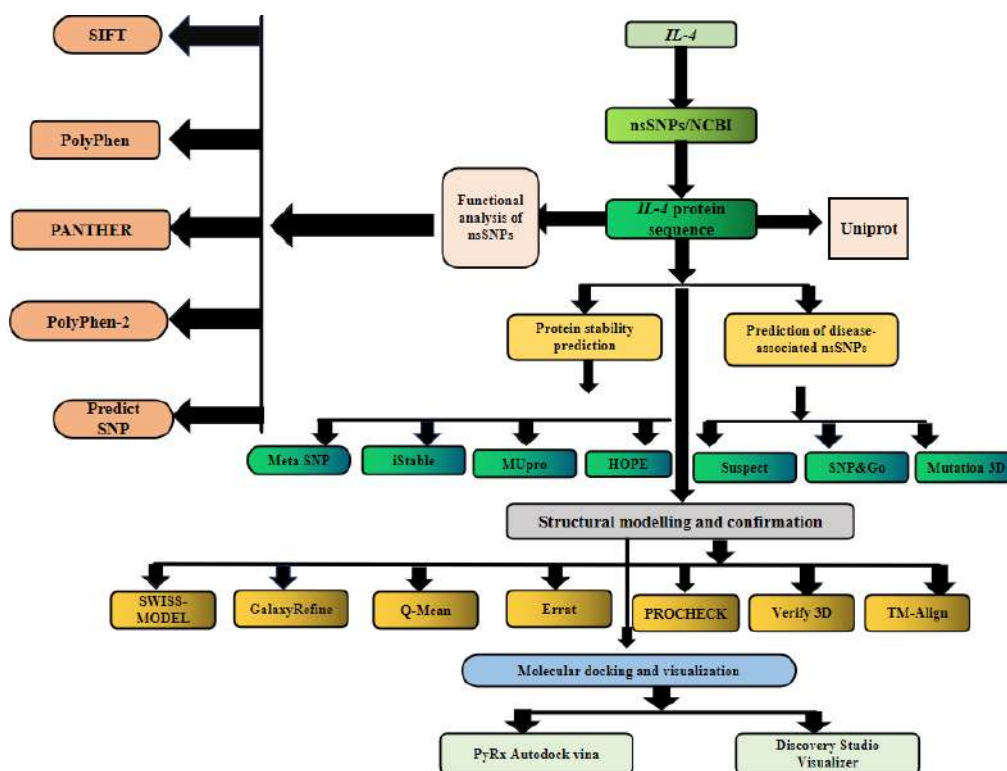 SIFT
IL-4
PolyPhen
nsSNPs/NCBI
PANTHER
Functional
analysis of
nsSNPs
IL-4 protein
sequence
Uniprot
PolyPhen-2
Protein stability
prediction
Prediction of disease-
associated nsSNPs
Predict
SNP
Meta SNP
iStable
MUpro
HOPE
Suspect
SNP&Go
Mutation 3D
Structural modelling and confirmation
SWISS-
MODEL
GalaxyRefine
Q-Mean
Errat
PROCHECK
Verify 3D
TM-Align
Molecular docking and visualization
PyRx Autodock vina
Discovery Studio
Visualizer